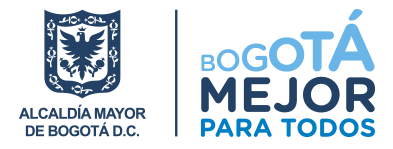 ALCALDÍA MAYOR
DE BOGOTÁ D.C.
BOGOTÁ
MEJOR
PARA TODOS